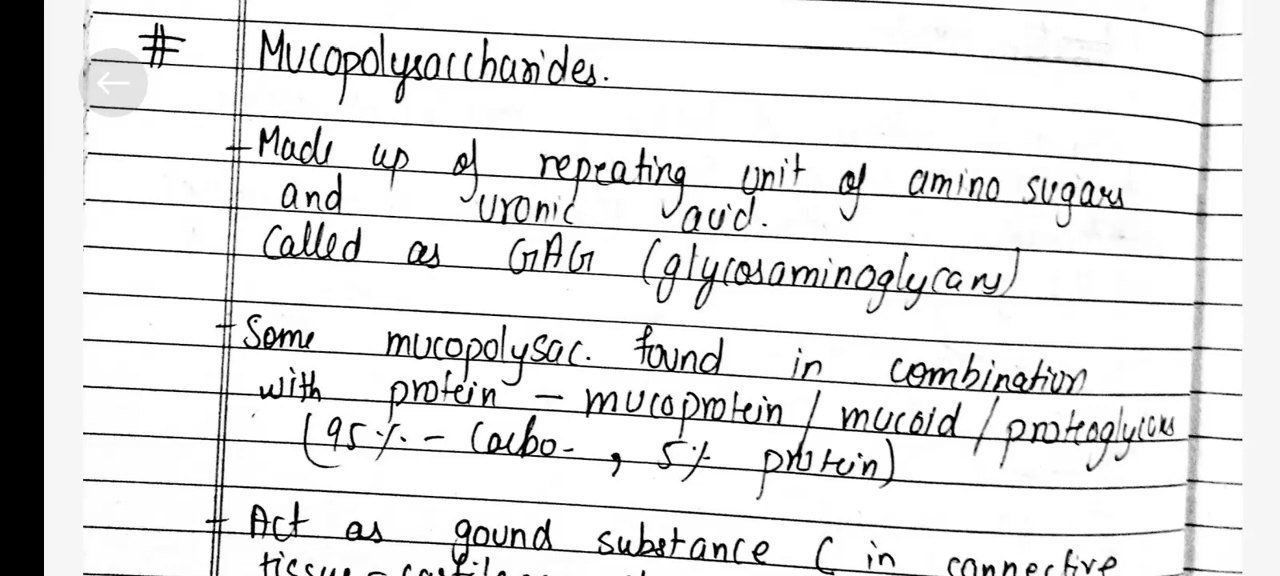 # Mucopolysaccharides.
- Made up of repeating unit of amino sugars
and uronic acid.
Called as GAG (glycosaminoglycans)
- Some mucopolysac. found in combination
with protein - mucoprotein / mucoid / proteoglycans
(95% - Carbo- , 5% protein)
- Act as gound substance ( in connective
tissue -